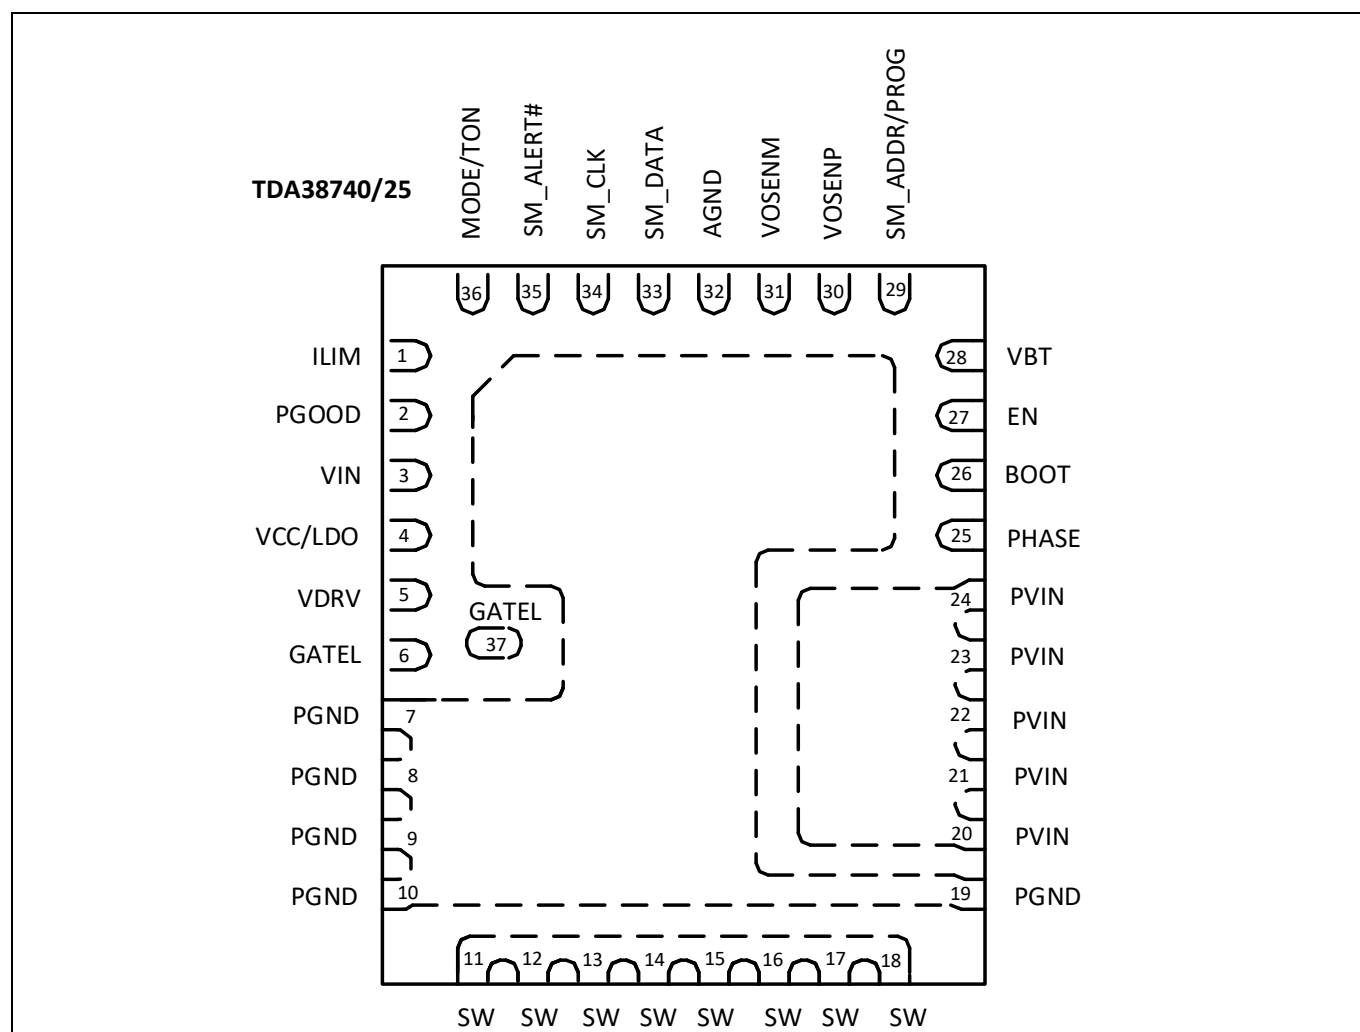 TDA38740/25
MODE/TON
SM_ALERT#
SM_CLK
SM_DATA
AGND
VOSENM
VOSENP
SM_ADDR/PROG
36 35 34 33 32 31 30 29
ILIM 1 28 VBT
PGOOD 2 27 EN
VIN 3 26 BOOT
VCC/LDO 4 25 PHASE
VDRV 5 24 PVIN
GATEL
37
GATEL 6 23 PVIN
PGND 7 22 PVIN
PGND 8 21 PVIN
PGND 9 20 PVIN
PGND 10 19 PGND
11 12 13 14 15 16 17 18
SW SW SW SW SW SW SW SW